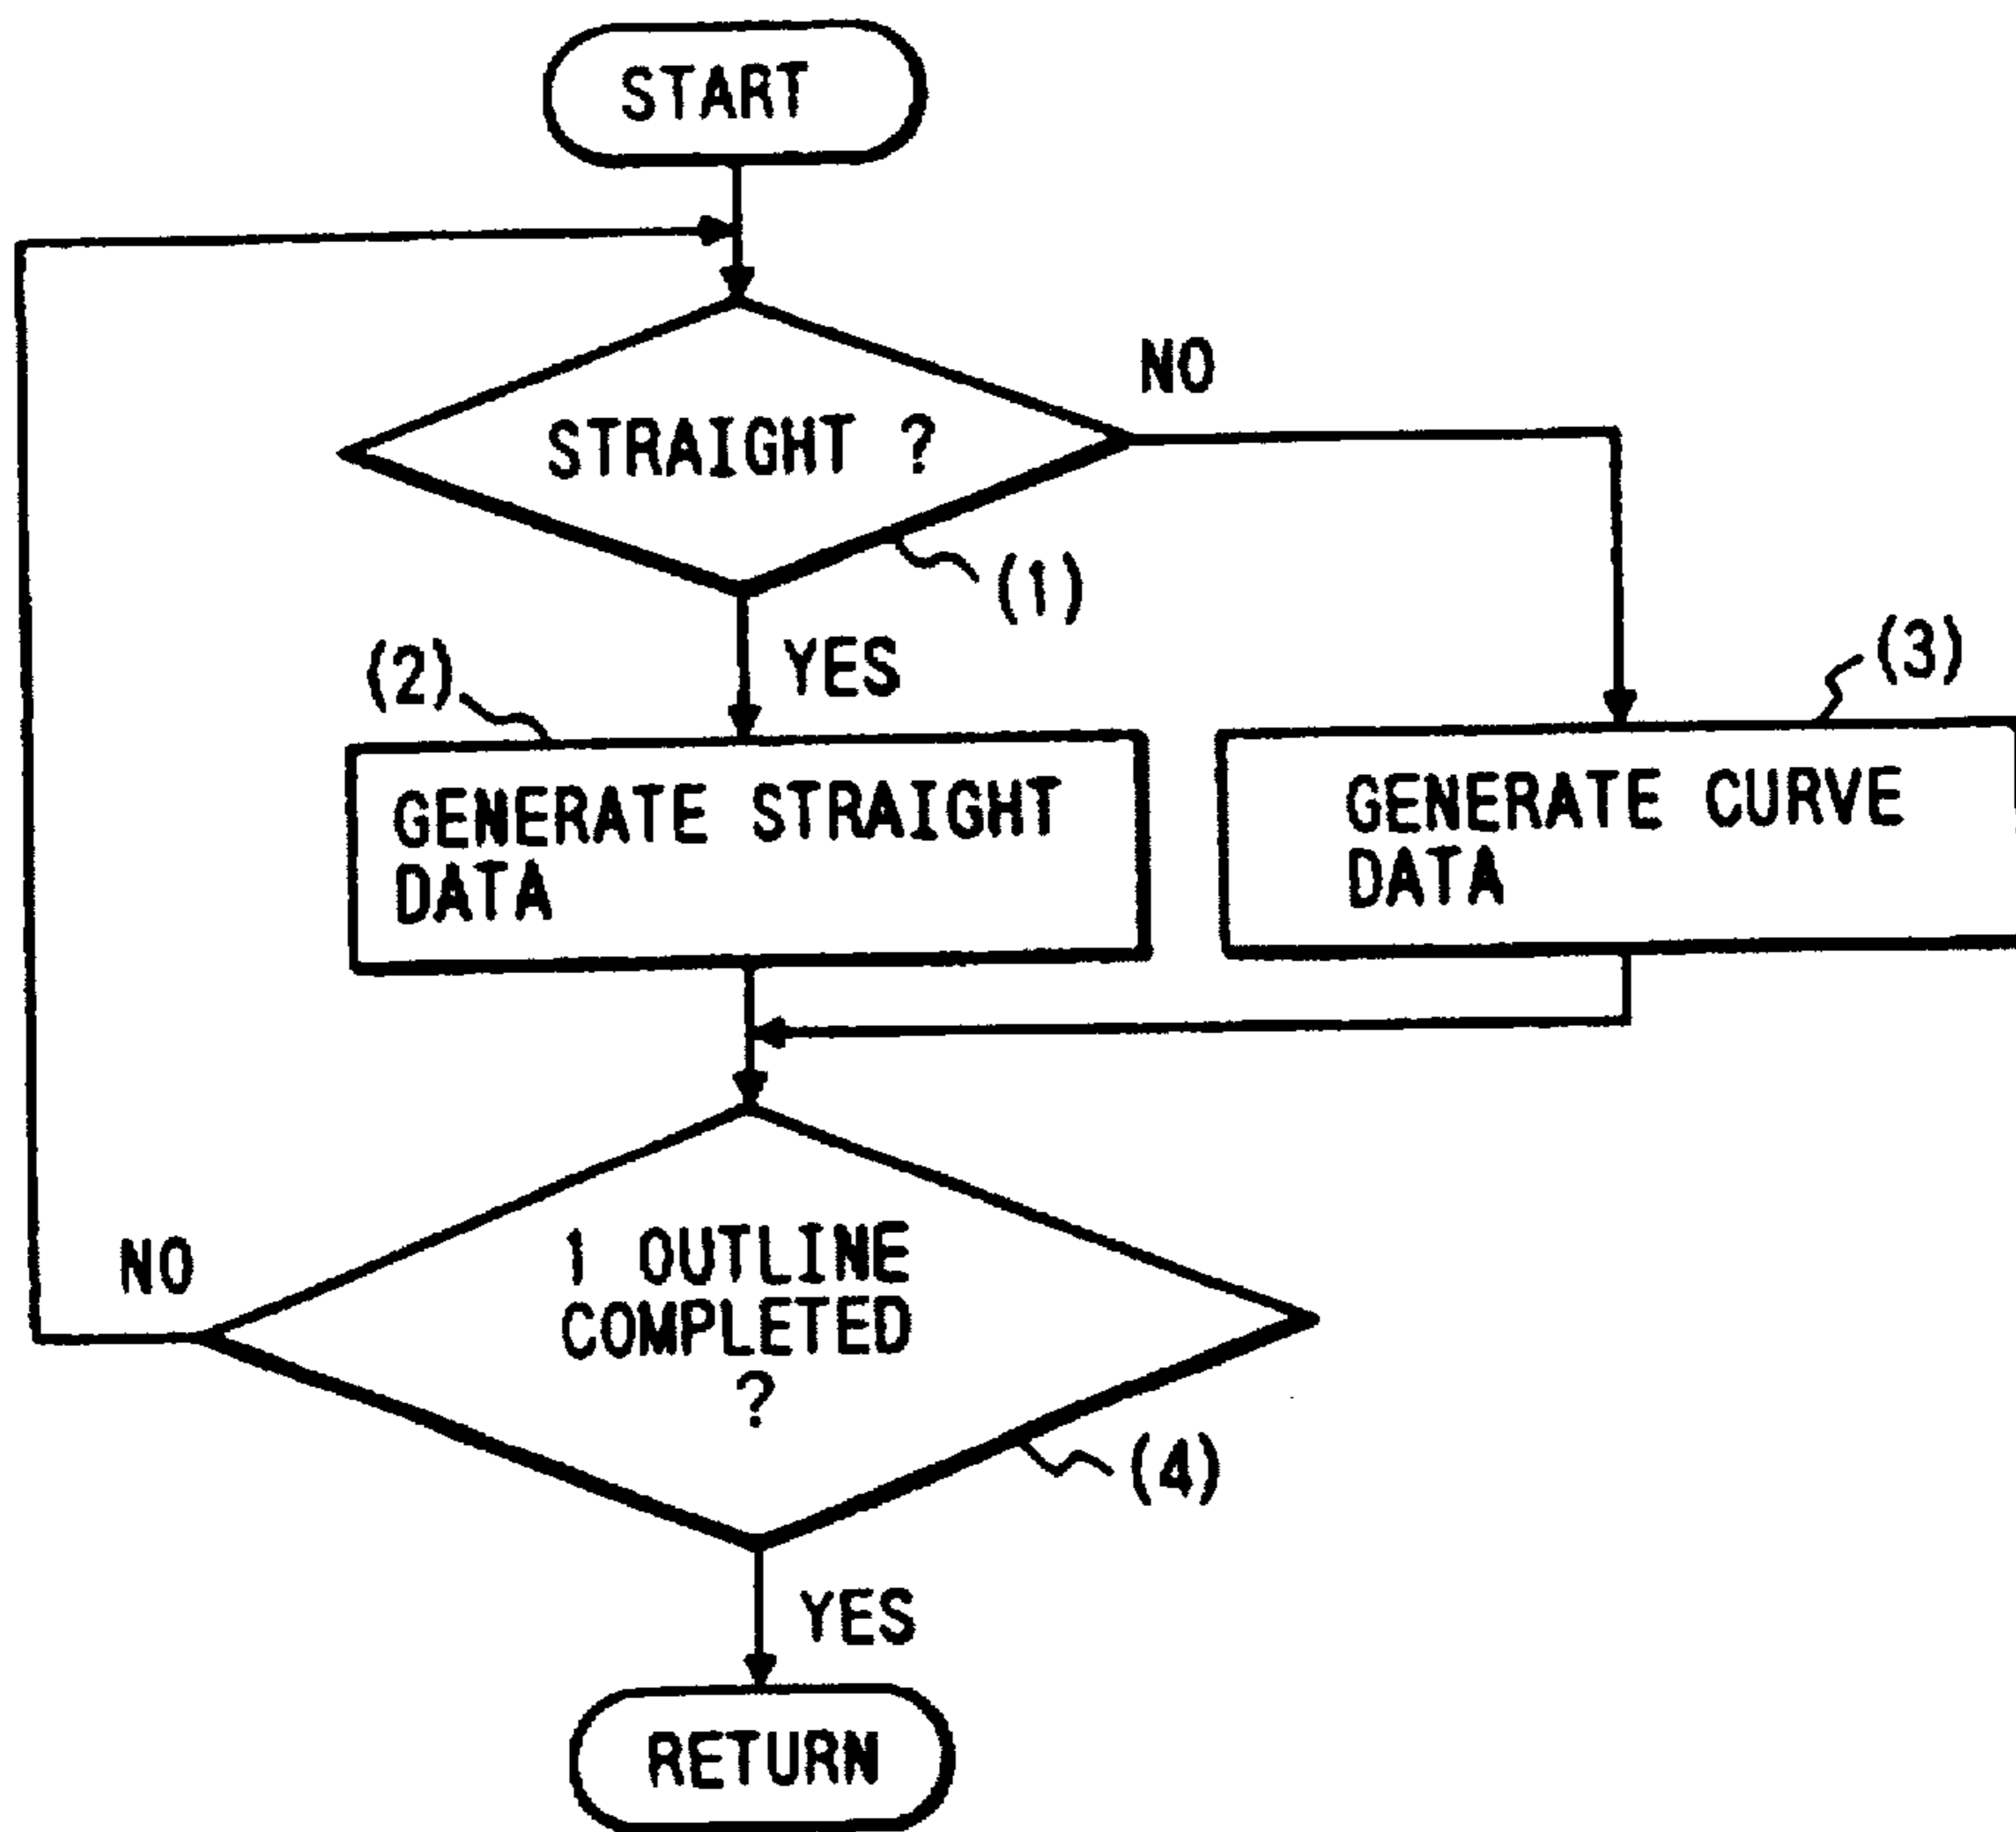 START
NO
STRAIGHT ?
(1)
YES
(2)
(3)
GENERATE STRAIGHT
DATA
GENERATE CURVE
DATA
NO
1 OUTLINE
COMPLETED
?
(4)
YES
RETURN